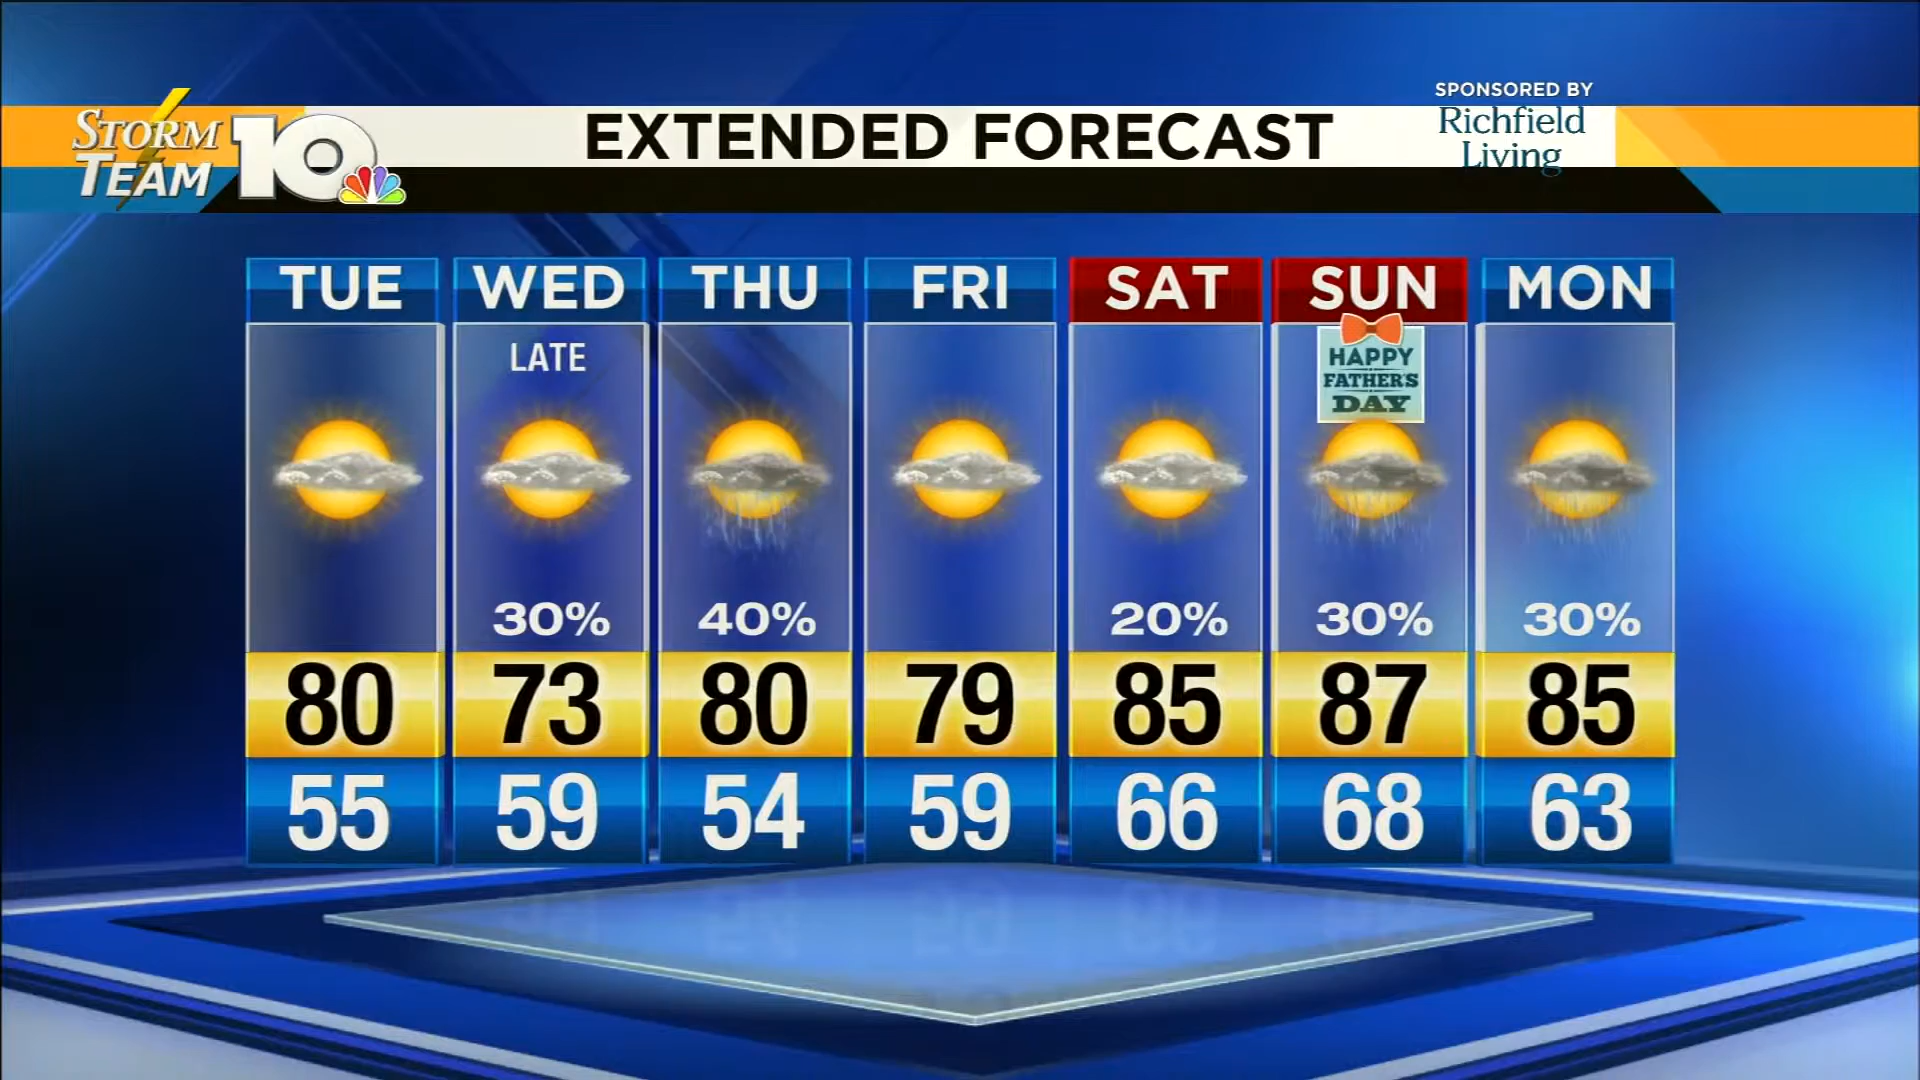 SPONSORED BY
STORM TEAM 10
EXTENDED FORECAST
Richfield
Living
TUE WED THU FRI SAT SUN MON
LATE
HAPPY
FATHER'S
DAY
30% 40% 20% 30% 30%
80 73 80 79 85 87 85
55 59 54 59 66 68 63